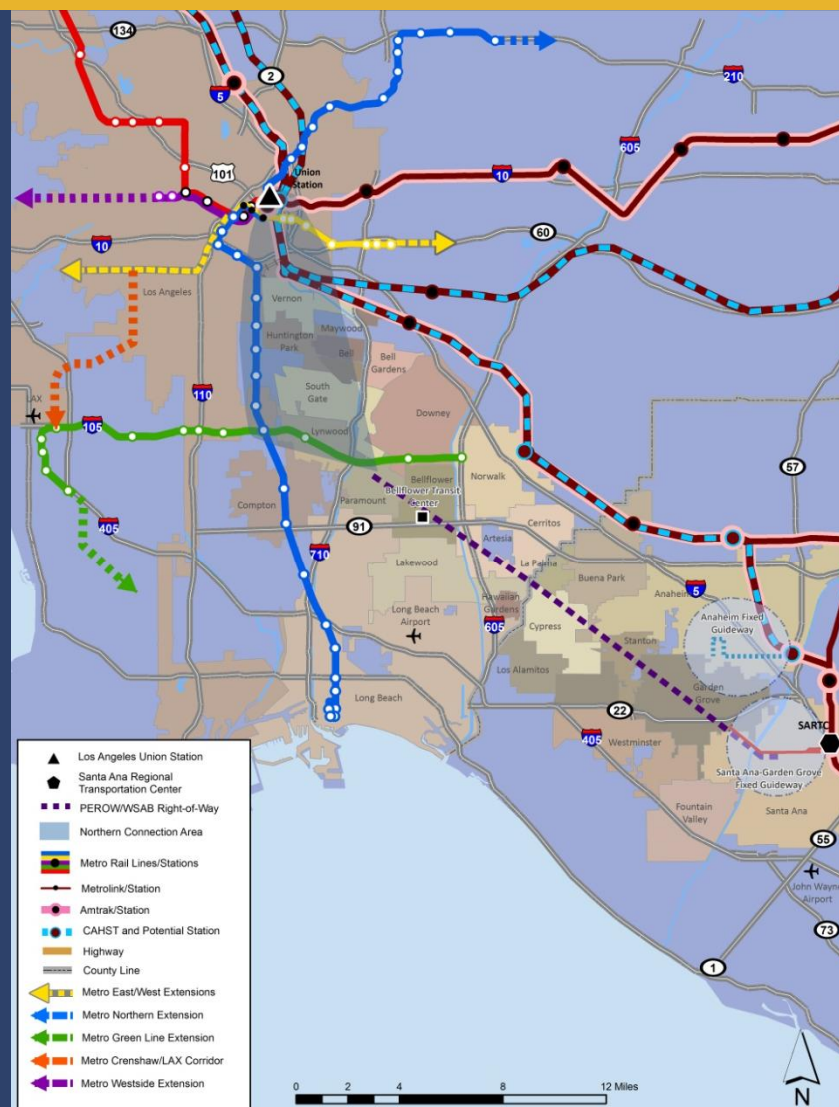 134
2
5
210
605
101
Union
Station
10
10
60
Los Angeles
Vernon
Maywood
Huntington
Park
Bell
Bell
Gardens
South
Gate
Downey
LAX
110
105
Lynwood
57
Norwalk
Bellflower
Bellflower Transit
Center
Paramount
Compton
405
91
Cerritos
Artesia
710
La Palma
Lakewood
Buena Park
Anaheim
5
Hawaiian
Gardens
Anaheim Fixed
Guideway
Long Beach
Airport
605
Cypress
Stanton
Los Alamitos
Garden
Grove
Long Beach
22
SARTC
405
Westminster
Santa Ana-Garden Grove
Fixed Guideway
Fountain
Valley
Santa Ana
55
John Wayne
Airport
73
1
Los Angeles Union Station
Santa Ana Regional
Transportation Center
PEROW/WSAB Right-of-Way
Northern Connection Area
Metro Rail Lines/Stations
Metrolink/Station
Amtrak/Station
CAHST and Potential Station
Highway
County Line
Metro East/West Extensions
Metro Northern Extension
Metro Green Line Extension
Metro Crenshaw/LAX Corridor
Metro Westside Extension
0 2 4 8 12 Miles
N